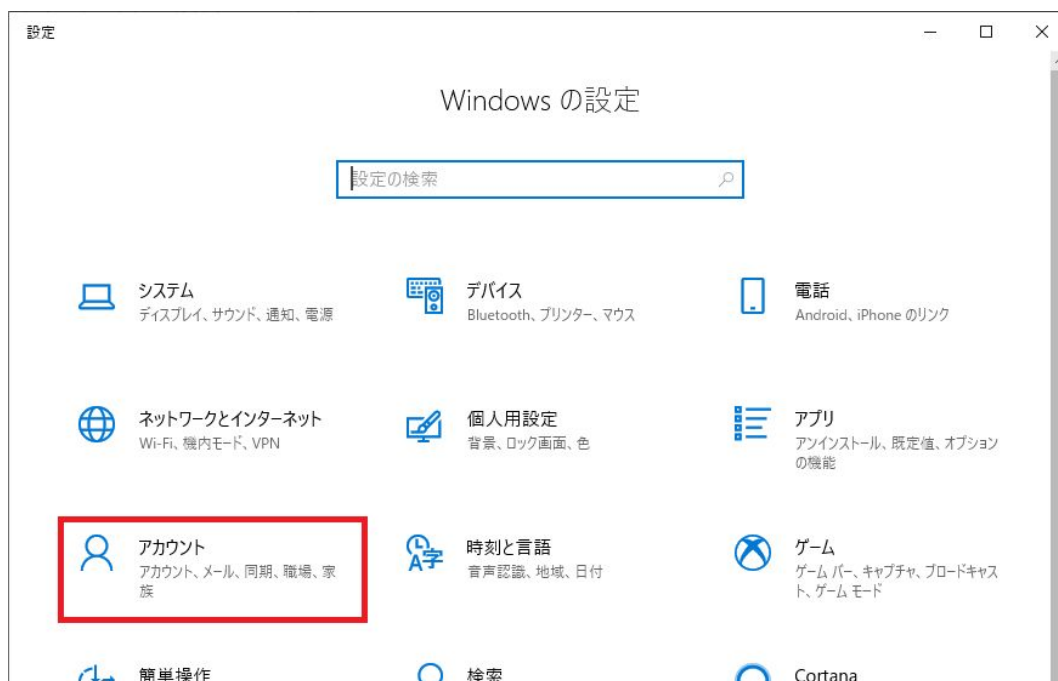 設定
Windows の設定
設定の検索
システム
ディスプレイ、サウンド、通知、電源
デバイス
Bluetooth、プリンター、マウス
電話
Android、iPhone のリンク
ネットワークとインターネット
Wi-Fi、機内モード、VPN
個人用設定
背景、ロック画面、色
アプリ
アンインストール、既定値、オプション
の機能
アカウント
アカウント、メール、同期、職場、家
族
時刻と言語
音声認識、地域、日付
ゲーム
ゲーム バー、キャプチャ、ブロードキャス
ト、ゲーム モード
簡単操作
検索
Cortana